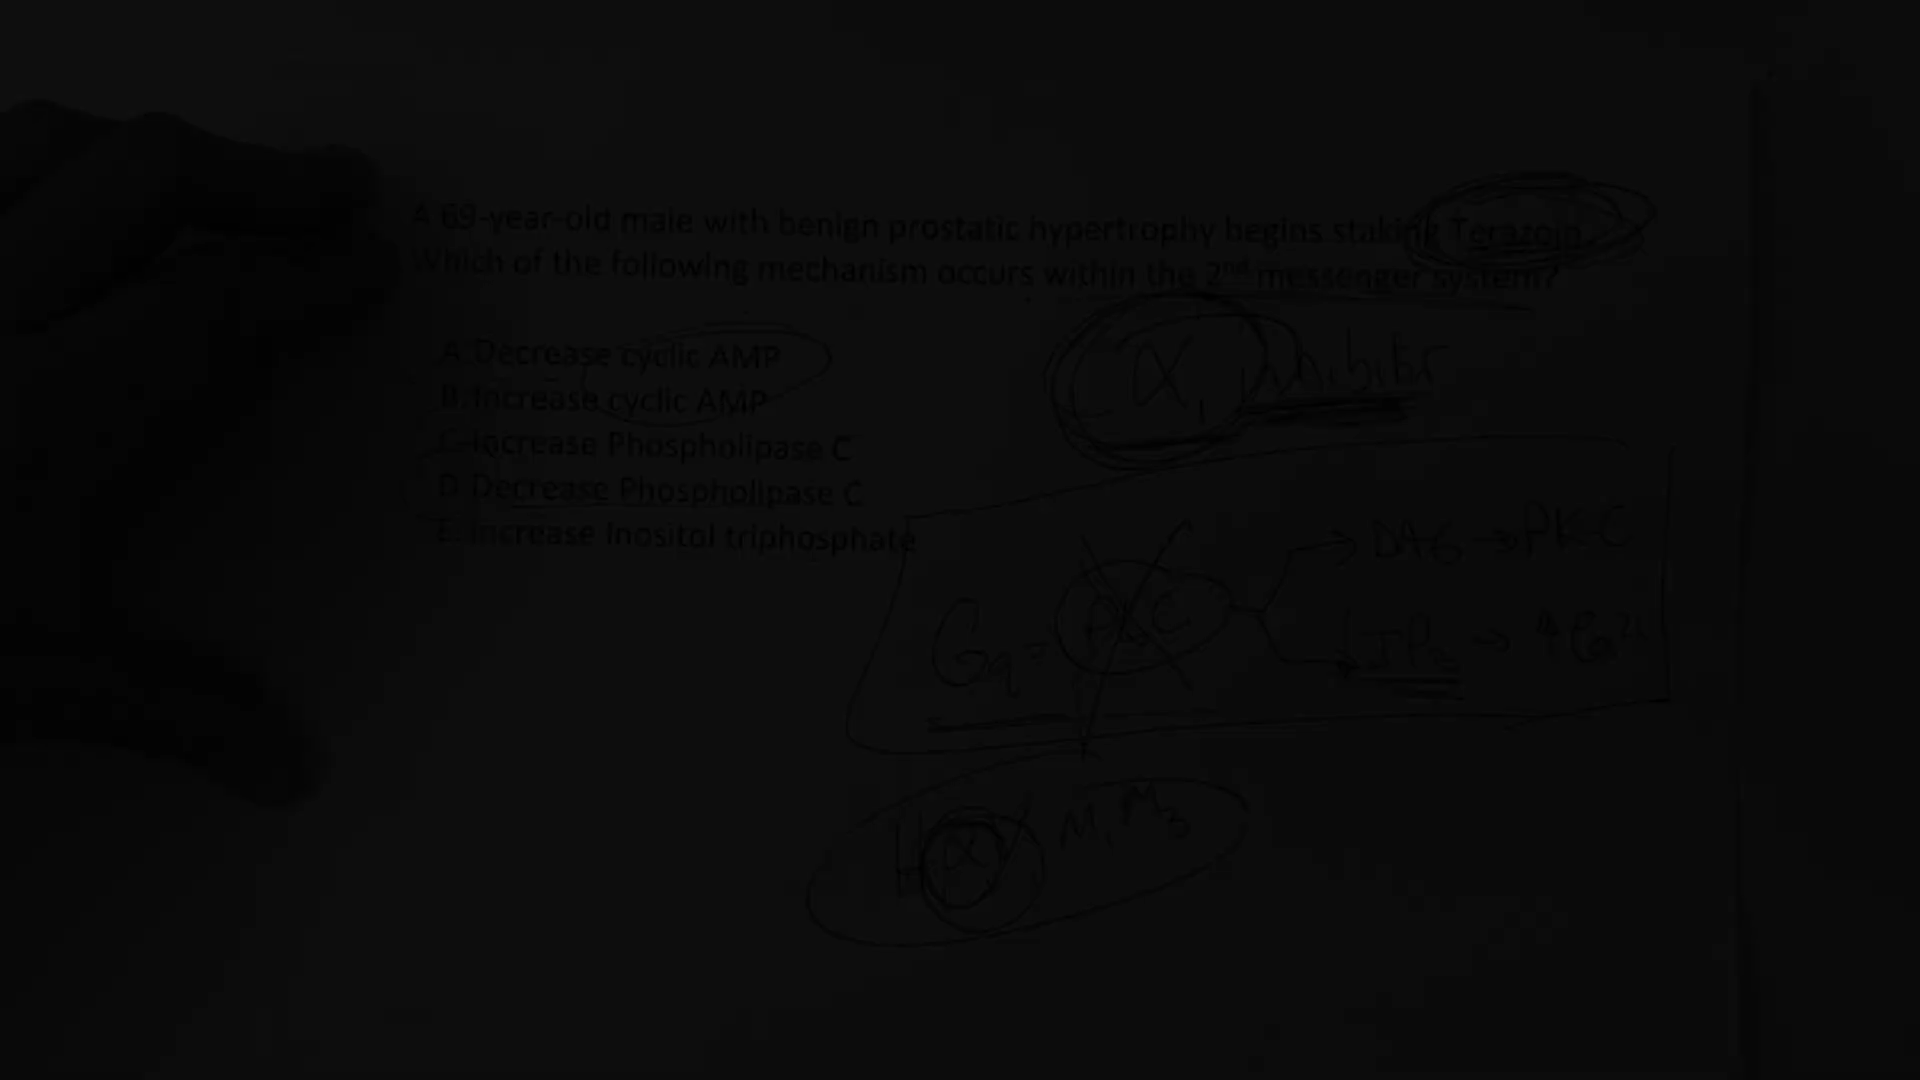 A 69-year-old male with benign prostatic hypertrophy begins staking Terazoin
Which of the following mechanism occurs within the 2nd messenger system?
A. Decrease cyclic AMP
B. Increase cyclic AMP
C. Increase Phospholipase C
D. Decrease Phospholipase C
E. Increase Inositol triphosphate
α1 inhibitor
Gq = PLC
→ DAG → PKC
→ IP3 → ↑ Ca2+
M1 M3